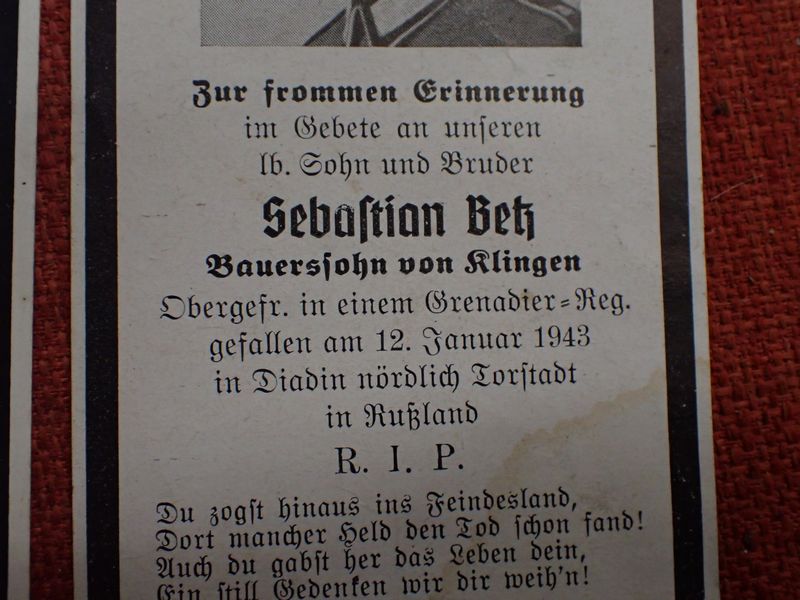 Zur frommen Erinnerung
im Gebete an unseren
lb. Sohn und Bruder
Sebastian Betz
Bauerssohn von Klingen
Obergefr. in einem Grenadier=Reg.
gefallen am 12. Januar 1943
in Diadin nördlich Torstadt
in Rußland
R. I. P.
Du zogst hinaus ins Feindesland,
Dort mancher Held den Tod schon fand!
Auch du gabst her das Leben dein,
Ein still Gedenken wir dir weih'n!